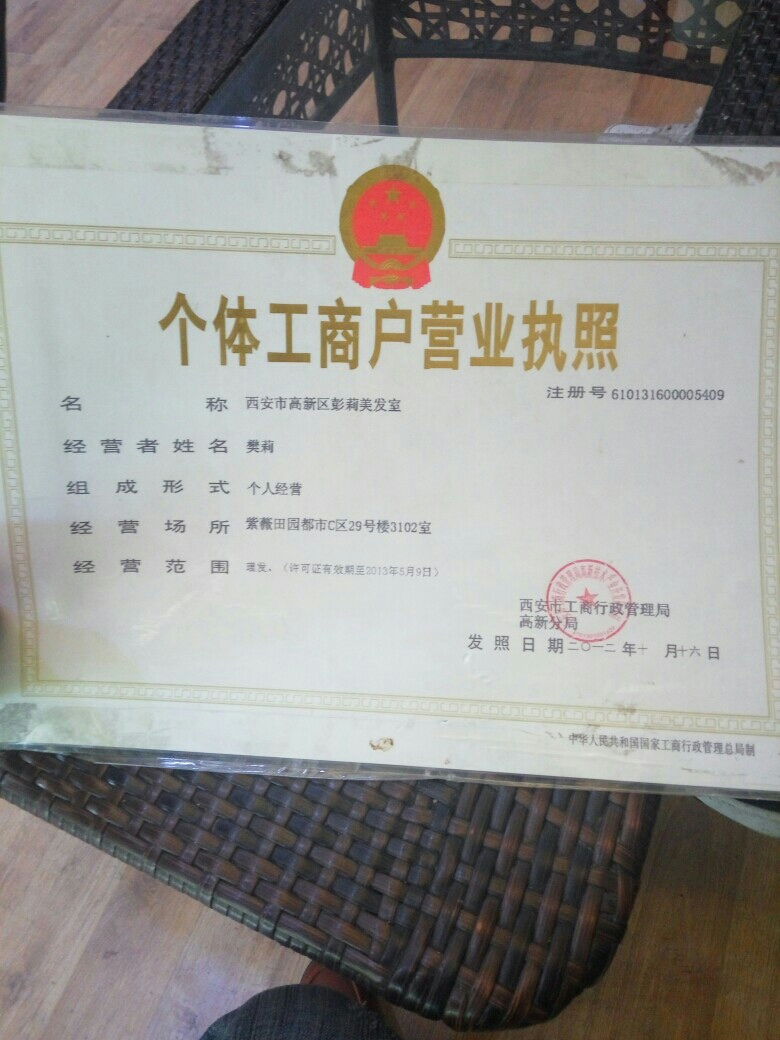 个体工商户营业执照
注册号 610131600005409
名称 西安市高新区彭莉美发室
经营者姓名 樊莉
组成形式 个人经营
经营场所 紫薇田园都市C区29号楼3102室
经营范围 理发。(许可证有效期至2013年5月9日)
西安市工商行政管理局
高新分局
发照日期 二〇一二年十月十六日
中华人民共和国国家工商行政管理总局制